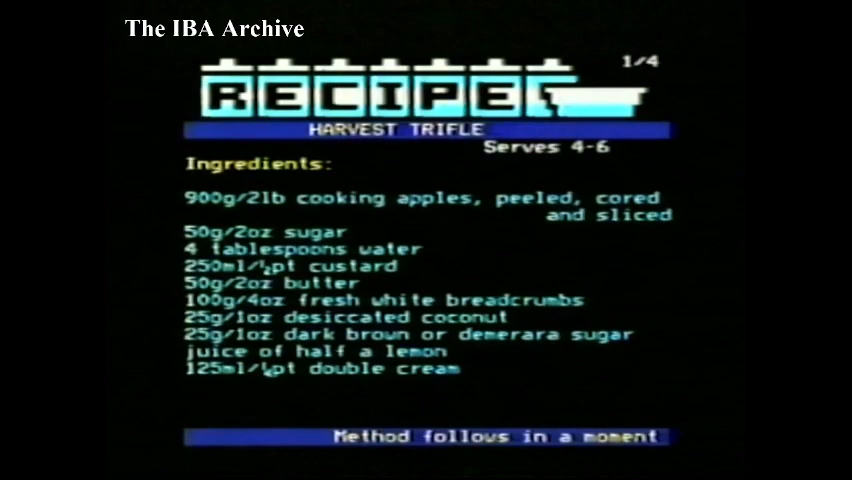 The IBA Archive
1/4
RECIPE
HARVEST TRIFLE
Serves 4-6
Ingredients:
900g/2lb cooking apples, peeled, cored
and sliced
50g/2oz sugar
4 tablespoons water
250ml/½pt custard
50g/2oz butter
100g/4oz fresh white breadcrumbs
25g/1oz desiccated coconut
25g/1oz dark brown or demerara sugar
juice of half a lemon
125ml/¼pt double cream
Method follows in a moment